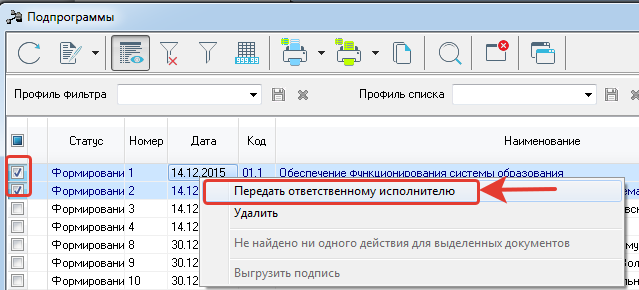 Подпрограммы
Профиль фильтра Профиль списка
Статус Номер Дата Код Наименование
Формировани 1 14.12.2015 01.1 Обеспечение функционирования системы образования
Формировани 2 14.12
Передать ответственному исполнителю
Формировани 3 14.12
Удалить
Формировани 4 14.12
Формировани 8 30.12
Не найдено ни одного действия для выделенных документов
Формировани 9 30.12
Выгрузить подпись
Формировани 10 30.12